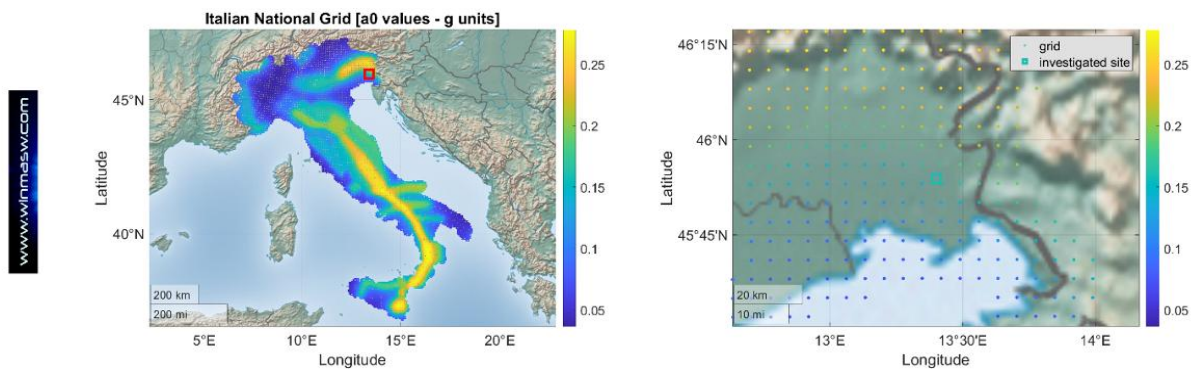 www.winmasw.com
Italian National Grid [a0 values - g units]
Latitude
45°N
40°N
200 km
200 mi
5°E
10°E
15°E
20°E
Longitude
0.25
0.2
0.15
0.1
0.05
Latitude
46°15'N
46°N
45°45'N
grid
investigated site
20 km
10 mi
13°E
13°30'E
14°E
Longitude
0.25
0.2
0.15
0.1
0.05